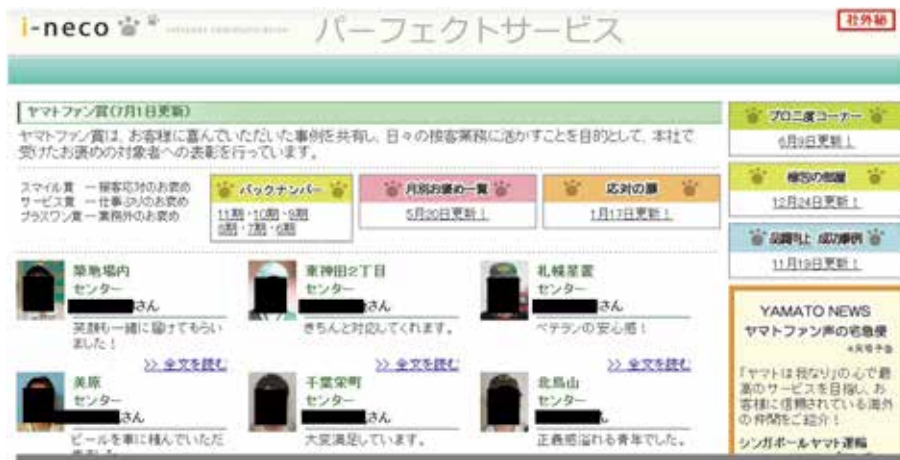 i-neco
パーフェクトサービス
社外秘
ヤマトファン賞(7月1日更新)
ヤマトファン賞は、お客様に喜んでいただいた事例を共有し、日々の接客業務に活かすことを目的として、本社で
受けたお褒めの対象者への表彰を行っています。
スマイル賞 ー接客応対のお褒め
サービス賞 ー仕事ぶりのお褒め
プラスワン賞ー業務外のお褒め
バックナンバー
11期・10期・9期
8期・7期・6期
月別お褒め一覧
5月20日更新!
応対の扉
1月17日更新!
プロ二度コーナー
6月9日更新!
梱包の部屋
12月24日更新!
品質向上 成功事例
11月19日更新!
築地場内
センター
さん
笑顔も一緒に届けてもらい
ました!
>> 全文を読む
東神田2丁目
センター
さん
きちんと対応してくれます。
>> 全文を読む
札幌星置
センター
さん
ベテランの安心感!
>> 全文を読む
美原
センター
さん
ビールを車に積んでいただ
千葉栄町
センター
さん
大変満足しています。
北烏山
センター
正義感溢れる青年でした。
YAMATO NEWS
ヤマトファン声の宅急便
「ヤマトは我なり」の心で最
高のサービスを目指し、お
客様に信頼されている海外
の仲間をご紹介!
シンガポールヤマト運輸